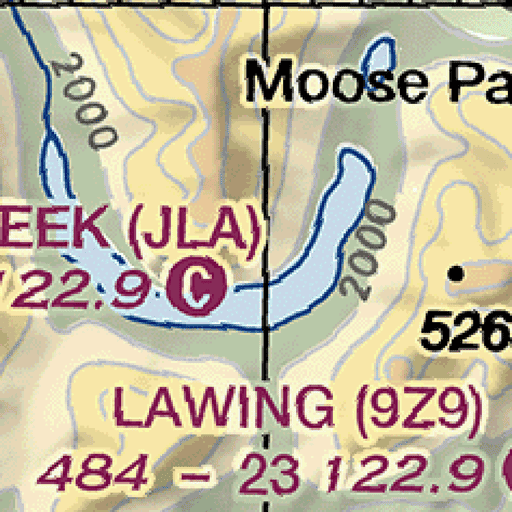 2000
Moose Pa
EEK (JLA)
22.9 C
2000
526
LAWING (9Z9)
484 - 23 122.9